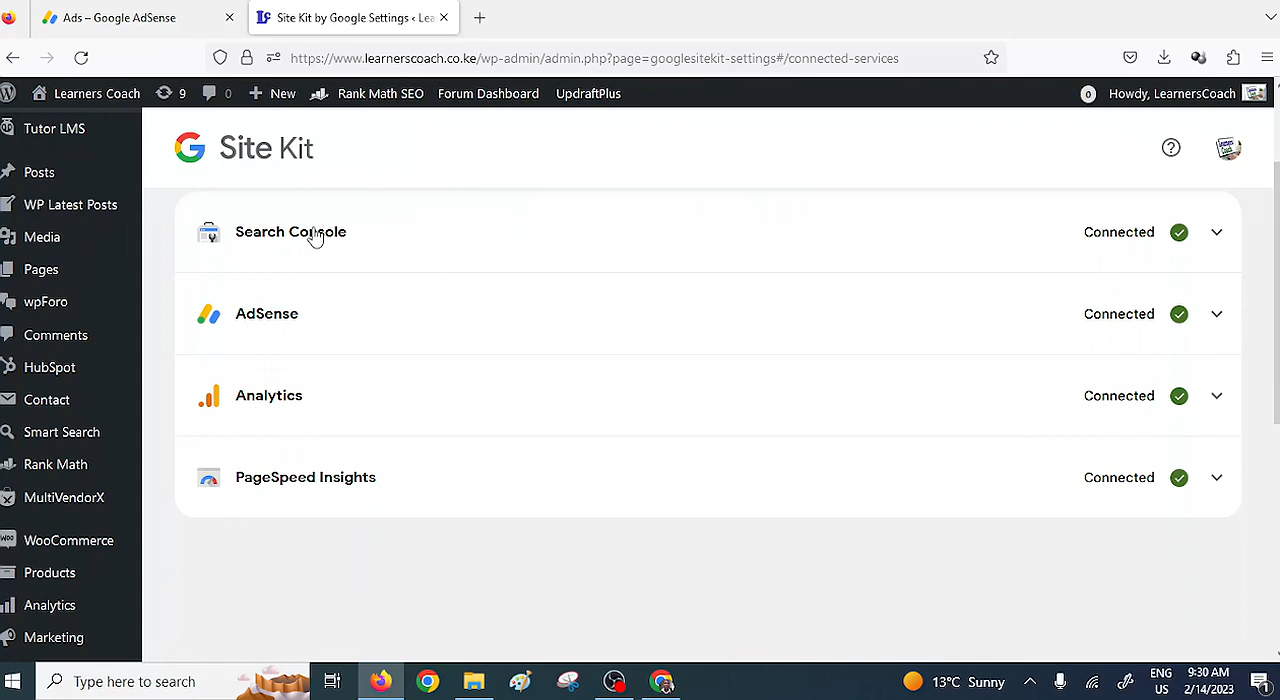 Ads – Google AdSense
Site Kit by Google Settings ‹ Lea
https://www.learnerscoach.co.ke/wp-admin/admin.php?page=googlesitekit-settings#/connected-services
Learners Coach 9 0 New Rank Math SEO Forum Dashboard UpdraftPlus 0 Howdy, LearnersCoach
Tutor LMS
Posts
WP Latest Posts
Media
Pages
wpForo
Comments
HubSpot
Contact
Smart Search
Rank Math
MultiVendorX
WooCommerce
Products
Analytics
Marketing
Site Kit
Search Console Connected
AdSense Connected
Analytics Connected
PageSpeed Insights Connected
Type here to search
13°C Sunny
ENG
US
9:30 AM
2/14/2023